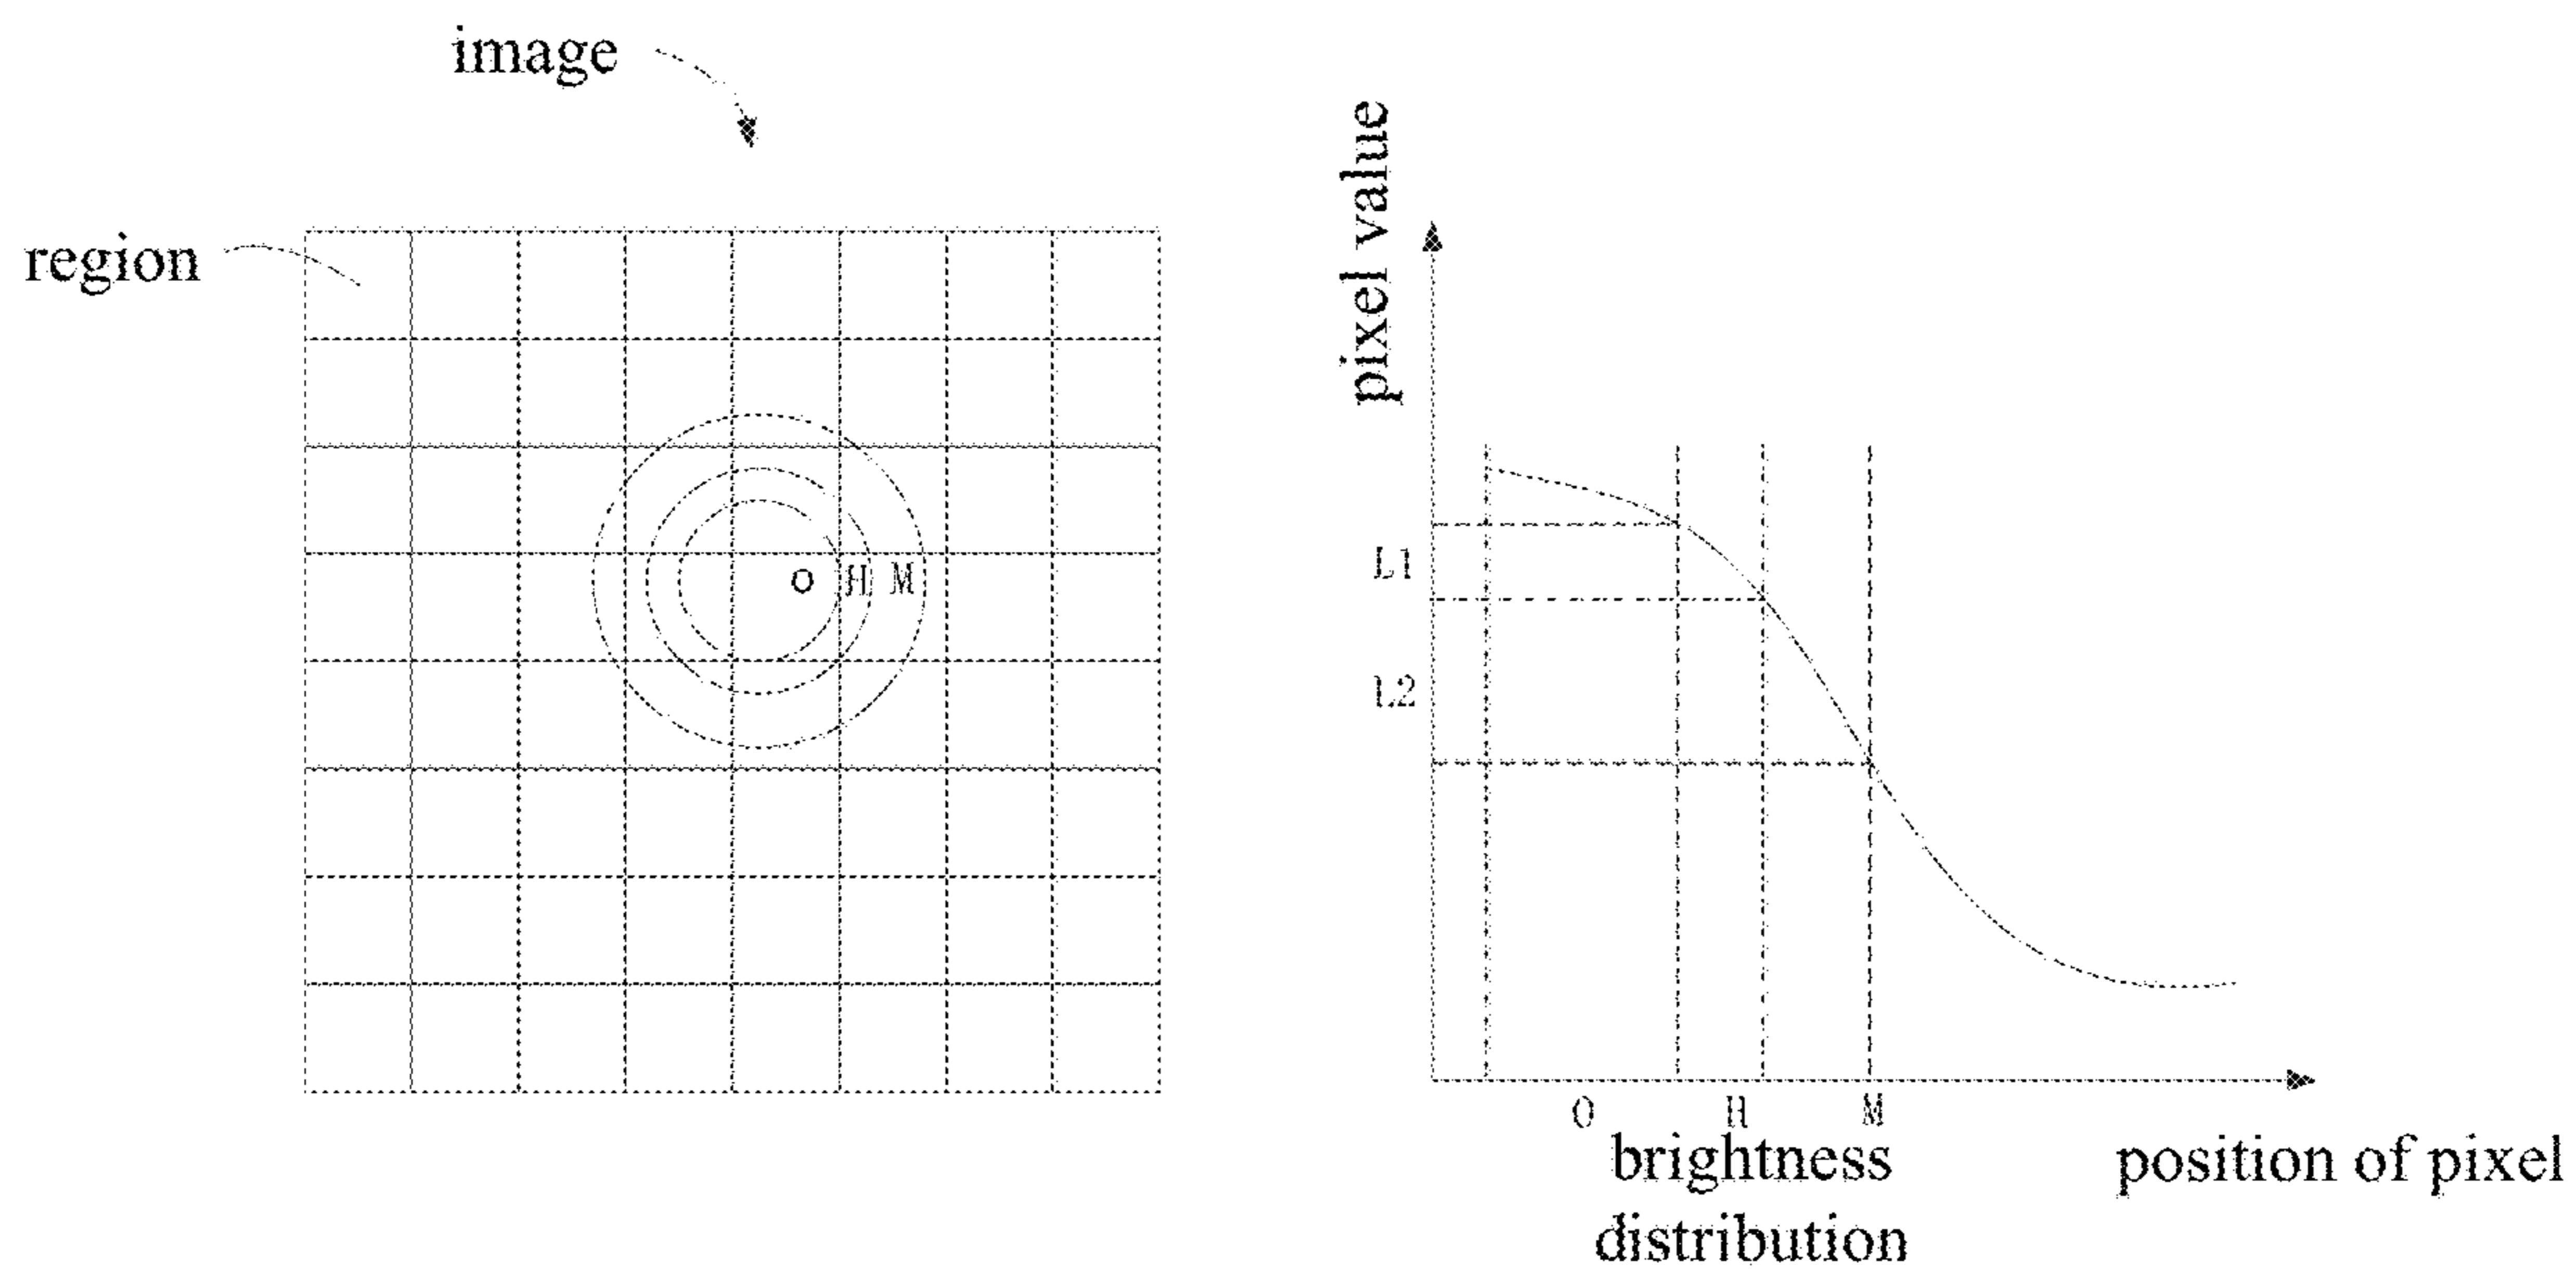 image
region
O H M
pixel value
L1
L2
O H M
brightness
distribution
position of pixel